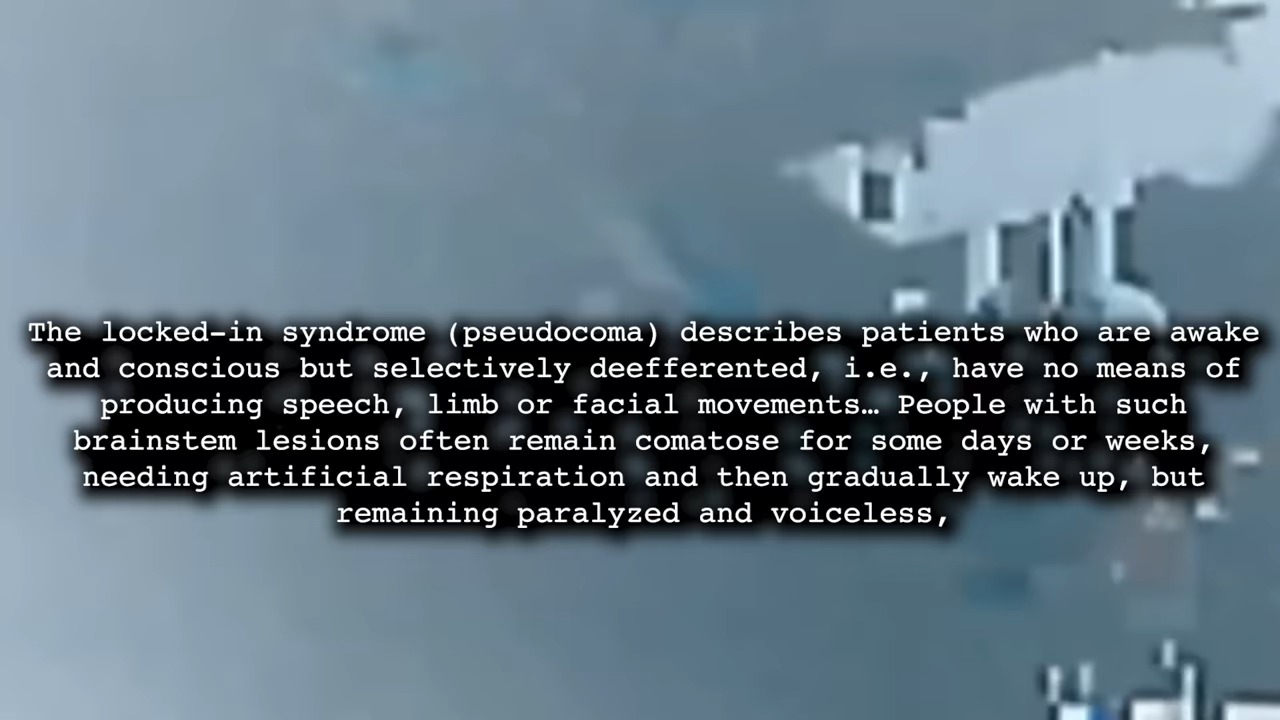 The locked-in syndrome (pseudocoma) describes patients who are awake
and conscious but selectively deefferented, i.e., have no means of
producing speech, limb or facial movements… People with such
brainstem lesions often remain comatose for some days or weeks,
needing artificial respiration and then gradually wake up, but
remaining paralyzed and voiceless,